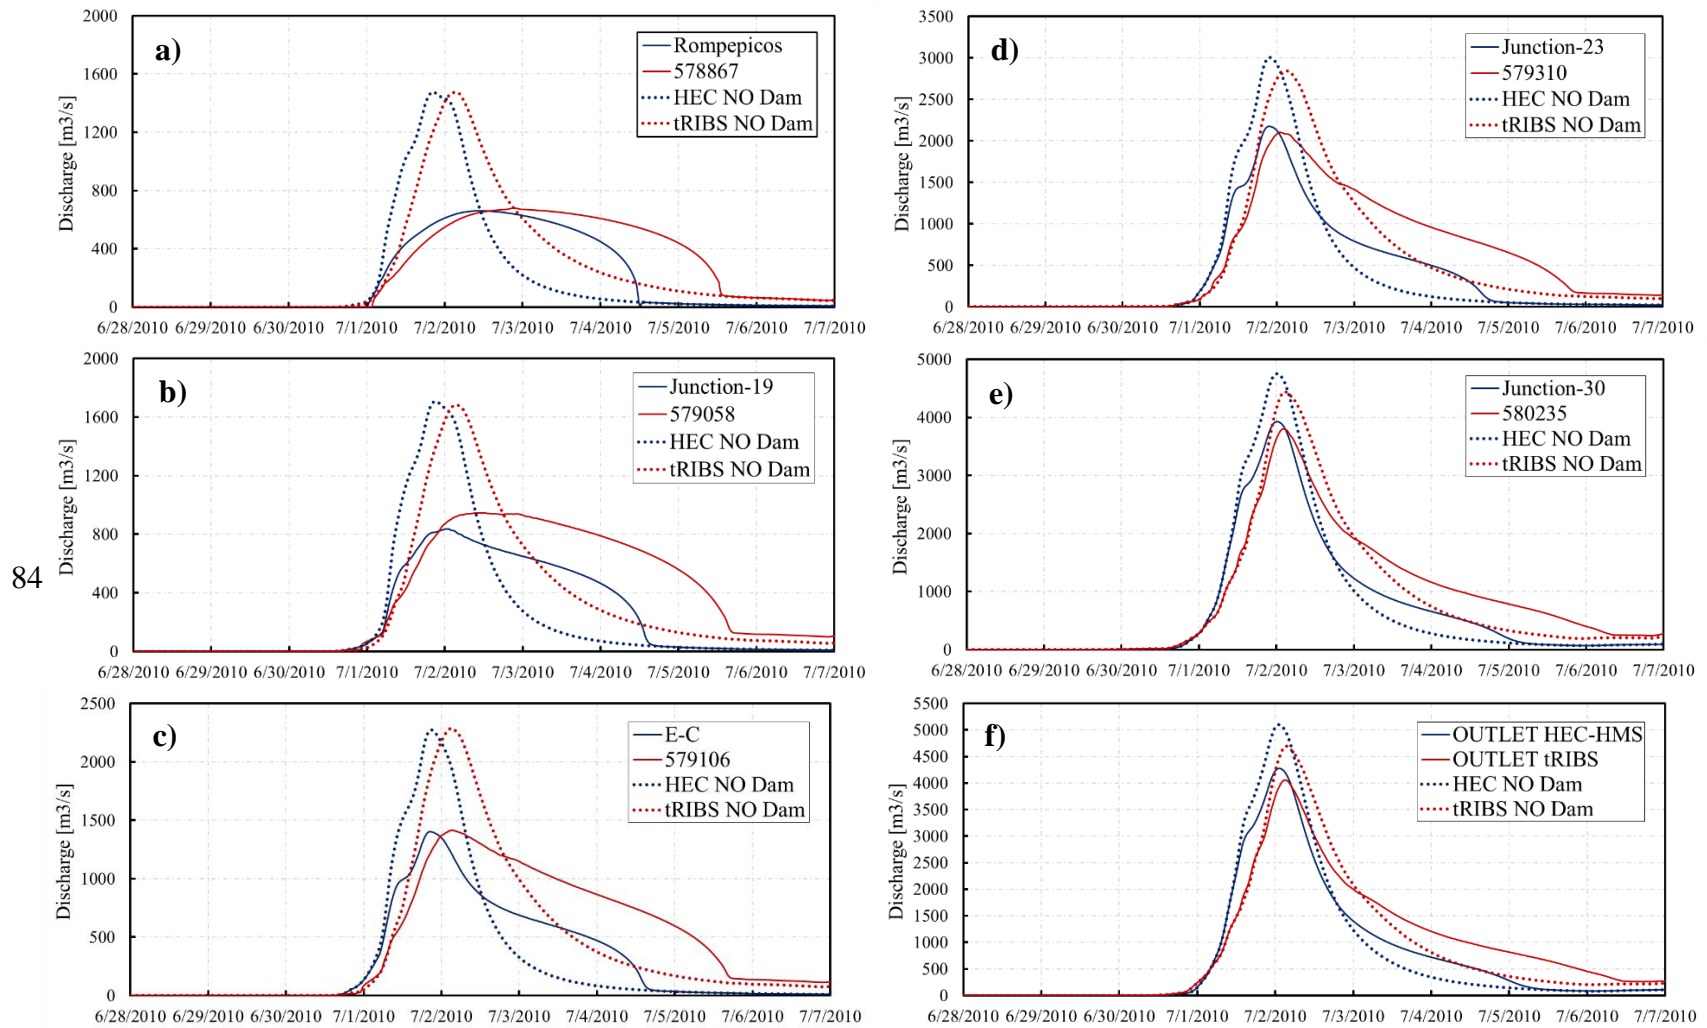 84
a)
Discharge [m3/s]
2000
1600
1200
800
400
0
Rompepicos
578867
HEC NO Dam
tRIBS NO Dam
6/28/2010 6/29/2010 6/30/2010 7/1/2010 7/2/2010 7/3/2010 7/4/2010 7/5/2010 7/6/2010 7/7/2010
b)
Discharge [m3/s]
2000
1600
1200
800
400
0
Junction-19
579058
HEC NO Dam
tRIBS NO Dam
6/28/2010 6/29/2010 6/30/2010 7/1/2010 7/2/2010 7/3/2010 7/4/2010 7/5/2010 7/6/2010 7/7/2010
c)
Discharge [m3/s]
2500
2000
1500
1000
500
0
E-C
579106
HEC NO Dam
tRIBS NO Dam
6/28/2010 6/29/2010 6/30/2010 7/1/2010 7/2/2010 7/3/2010 7/4/2010 7/5/2010 7/6/2010 7/7/2010
d)
Discharge [m3/s]
3500
3000
2500
2000
1500
1000
500
0
Junction-23
579310
HEC NO Dam
tRIBS NO Dam
6/28/2010 6/29/2010 6/30/2010 7/1/2010 7/2/2010 7/3/2010 7/4/2010 7/5/2010 7/6/2010 7/7/2010
e)
Discharge [m3/s]
5000
4000
3000
2000
1000
0
Junction-30
580235
HEC NO Dam
tRIBS NO Dam
6/28/2010 6/29/2010 6/30/2010 7/1/2010 7/2/2010 7/3/2010 7/4/2010 7/5/2010 7/6/2010 7/7/2010
f)
Discharge [m3/s]
5500
5000
4500
4000
3500
3000
2500
2000
1500
1000
500
0
OUTLET HEC-HMS
OUTLET tRIBS
HEC NO Dam
tRIBS NO Dam
6/28/2010 6/29/2010 6/30/2010 7/1/2010 7/2/2010 7/3/2010 7/4/2010 7/5/2010 7/6/2010 7/7/2010